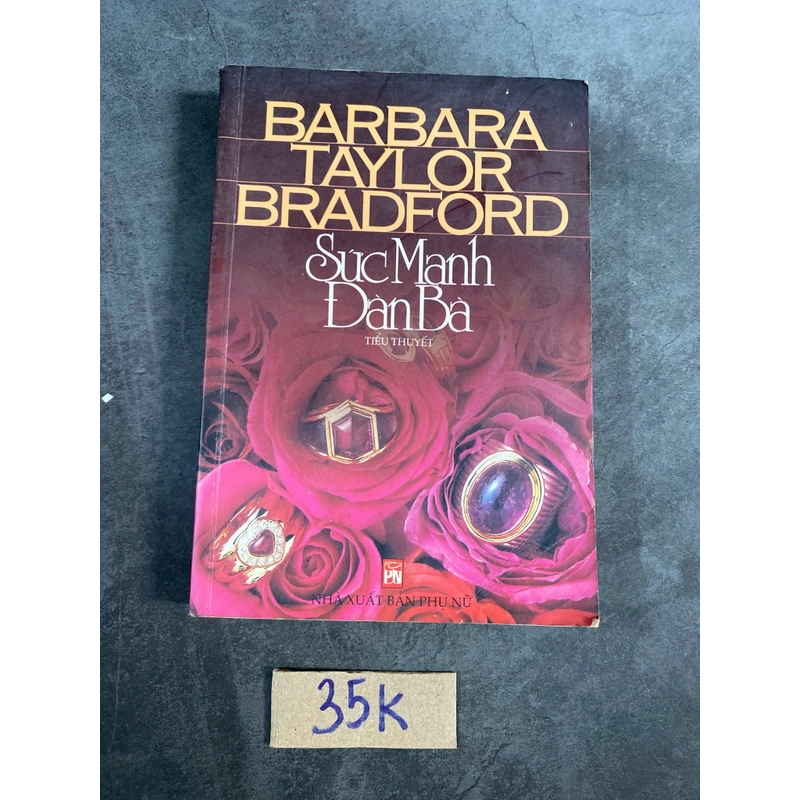 BARBARA
TAYLOR
BRADFORD
Sức Mạnh
Đàn Bà
TIỂU THUYẾT
PN
NHÀ XUẤT BẢN PHỤ NỮ
35K